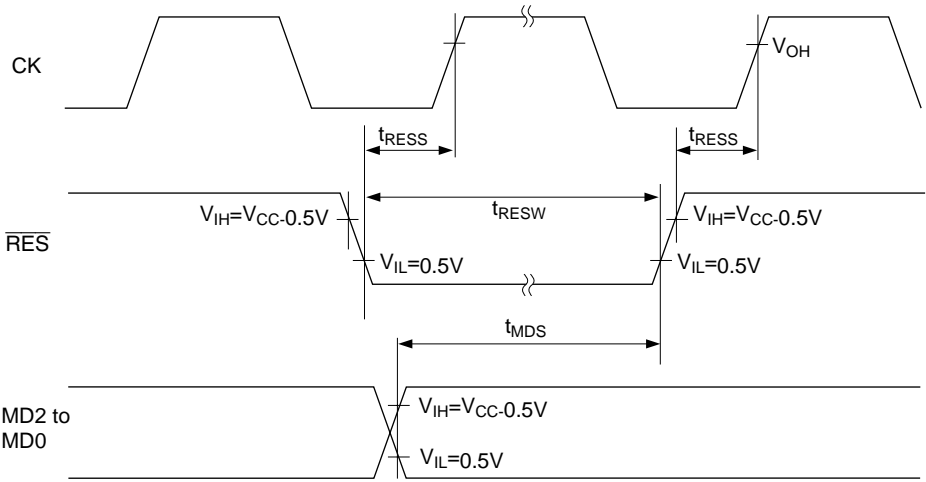 CK
V_OH
t_RESS
t_RESS
V_IH=V_CC-0.5V
t_RESW
V_IH=V_CC-0.5V
RES
V_IL=0.5V
V_IL=0.5V
t_MDS
MD2 to
MD0
V_IH=V_CC-0.5V
V_IL=0.5V